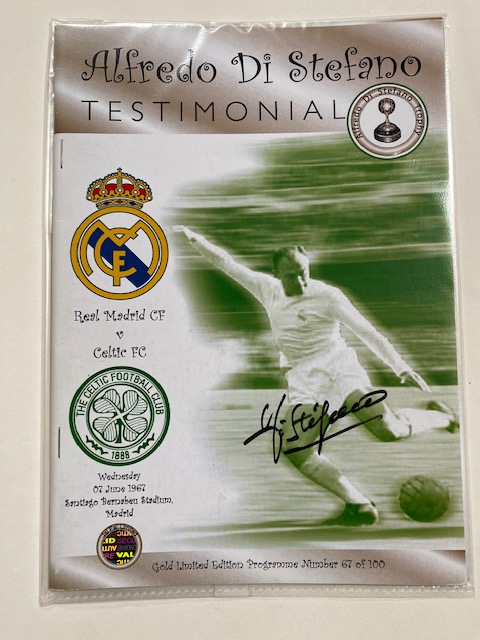 Alfredo Di Stefano
TESTIMONIAL
Alfredo Di Stefano Trophy
Real Madrid CF
v
Celtic FC
THE CELTIC FOOTBALL CLUB
1888
Wednesday
07 June 1967
Santiago Bernabeu Stadium,
Madrid
Gold Limited Edition Programme Number 67 of 100